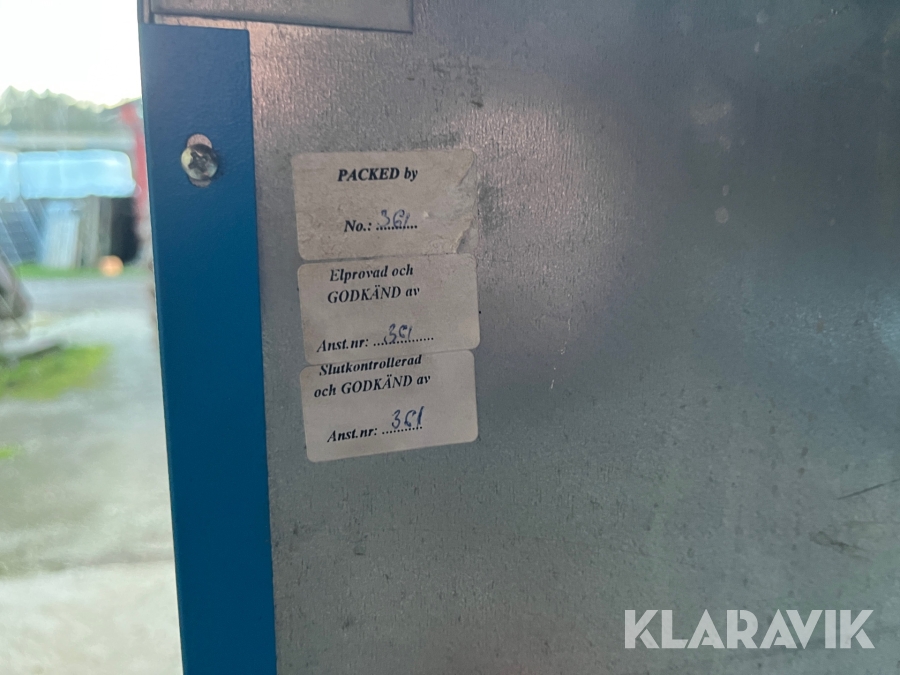 PACKED by
No.: 361
Elprovad och
GODKÄND av
Anst.nr: 361
Slutkontrollerad
och GODKÄND av
Anst.nr: 361
KLARAVIK